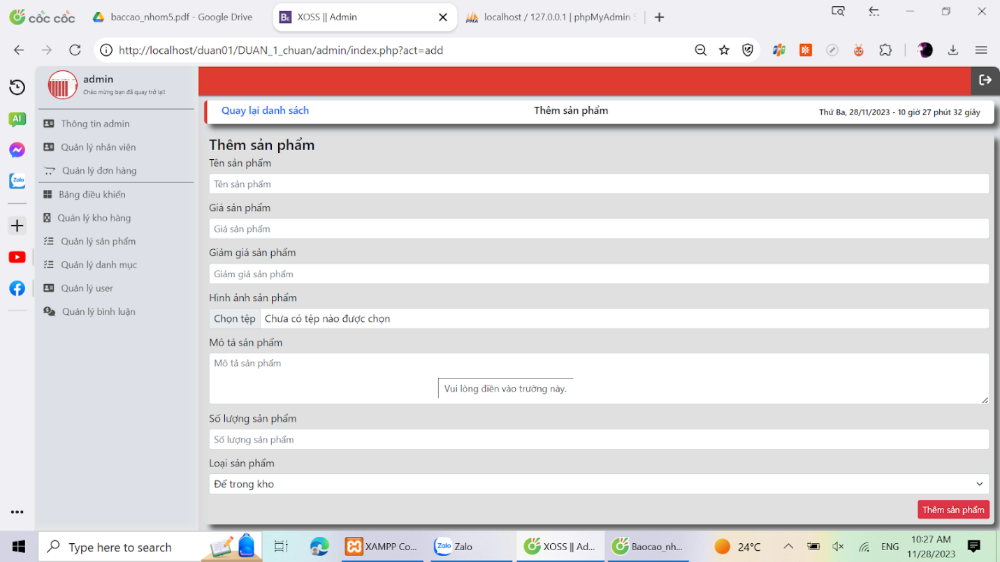 cốc cốc
baccao_nhom5.pdf - Google Drive
XOSS || Admin
localhost / 127.0.0.1 | phpMyAdmin 5
http://localhost/duan01/DUAN_1_chuan/admin/index.php?act=add
admin
Chào mừng bạn đã quay trở lại!
Quay lại danh sách
Thêm sản phẩm
Thứ Ba, 28/11/2023 - 10 giờ 27 phút 32 giây
AI
Zalo
Thông tin admin
Quản lý nhân viên
Quản lý đơn hàng
Bảng điều khiển
Quản lý kho hàng
Quản lý sản phẩm
Quản lý danh mục
Quản lý user
Quản lý bình luận
Thêm sản phẩm
Tên sản phẩm
Tên sản phẩm
Giá sản phẩm
Giá sản phẩm
Giảm giá sản phẩm
Giảm giá sản phẩm
Hình ảnh sản phẩm
Chọn tệp Chưa có tệp nào được chọn
Mô tả sản phẩm
Mô tả sản phẩm
Vui lòng điền vào trường này.
Số lượng sản phẩm
Số lượng sản phẩm
Loại sản phẩm
Để trong kho
Thêm sản phẩm
Type here to search
XAMPP Co...
Zalo
Zalo
XOSS || Ad...
Baocao_nh...
24°C
ENG
10:27 AM
11/28/2023